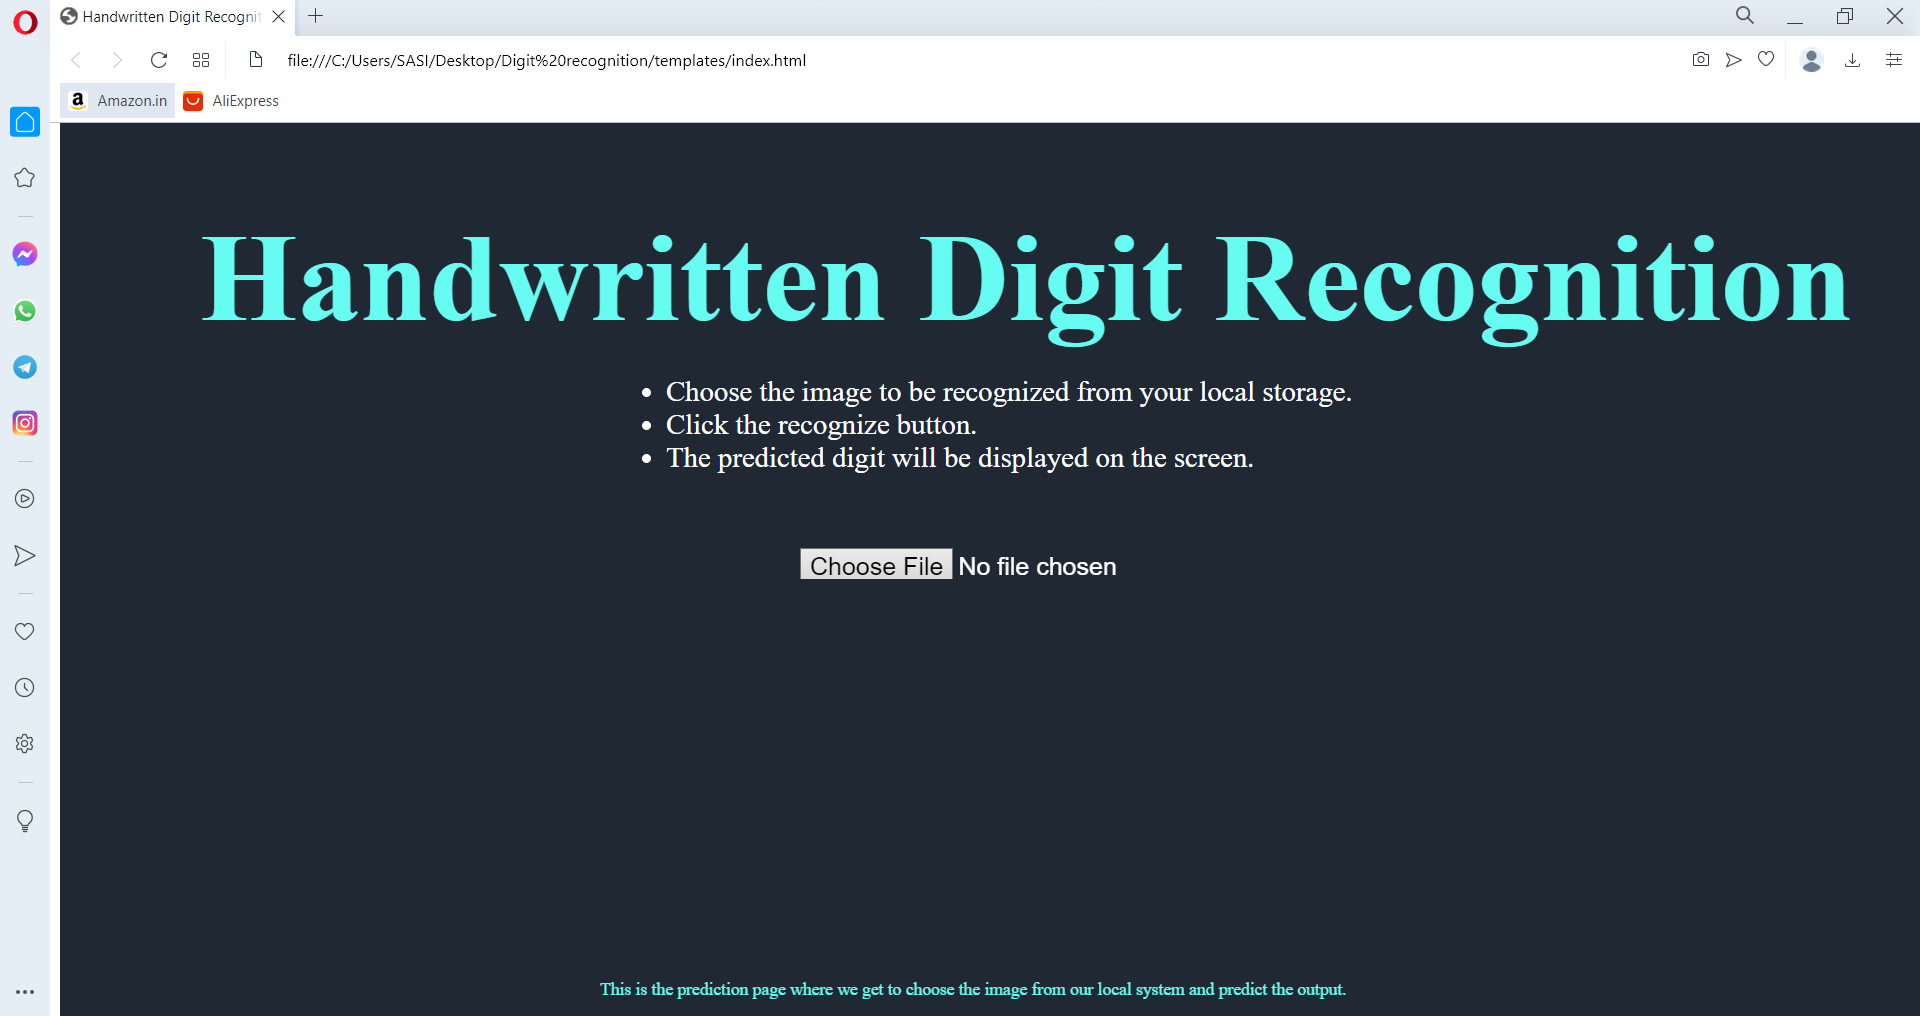 Handwritten Digit Recognit
file:///C:/Users/SASI/Desktop/Digit%20recognition/templates/index.html
Amazon.in AliExpress
Handwritten Digit Recognition
• Choose the image to be recognized from your local storage.
• Click the recognize button.
• The predicted digit will be displayed on the screen.
Choose File No file chosen
This is the prediction page where we get to choose the image from our local system and predict the output.